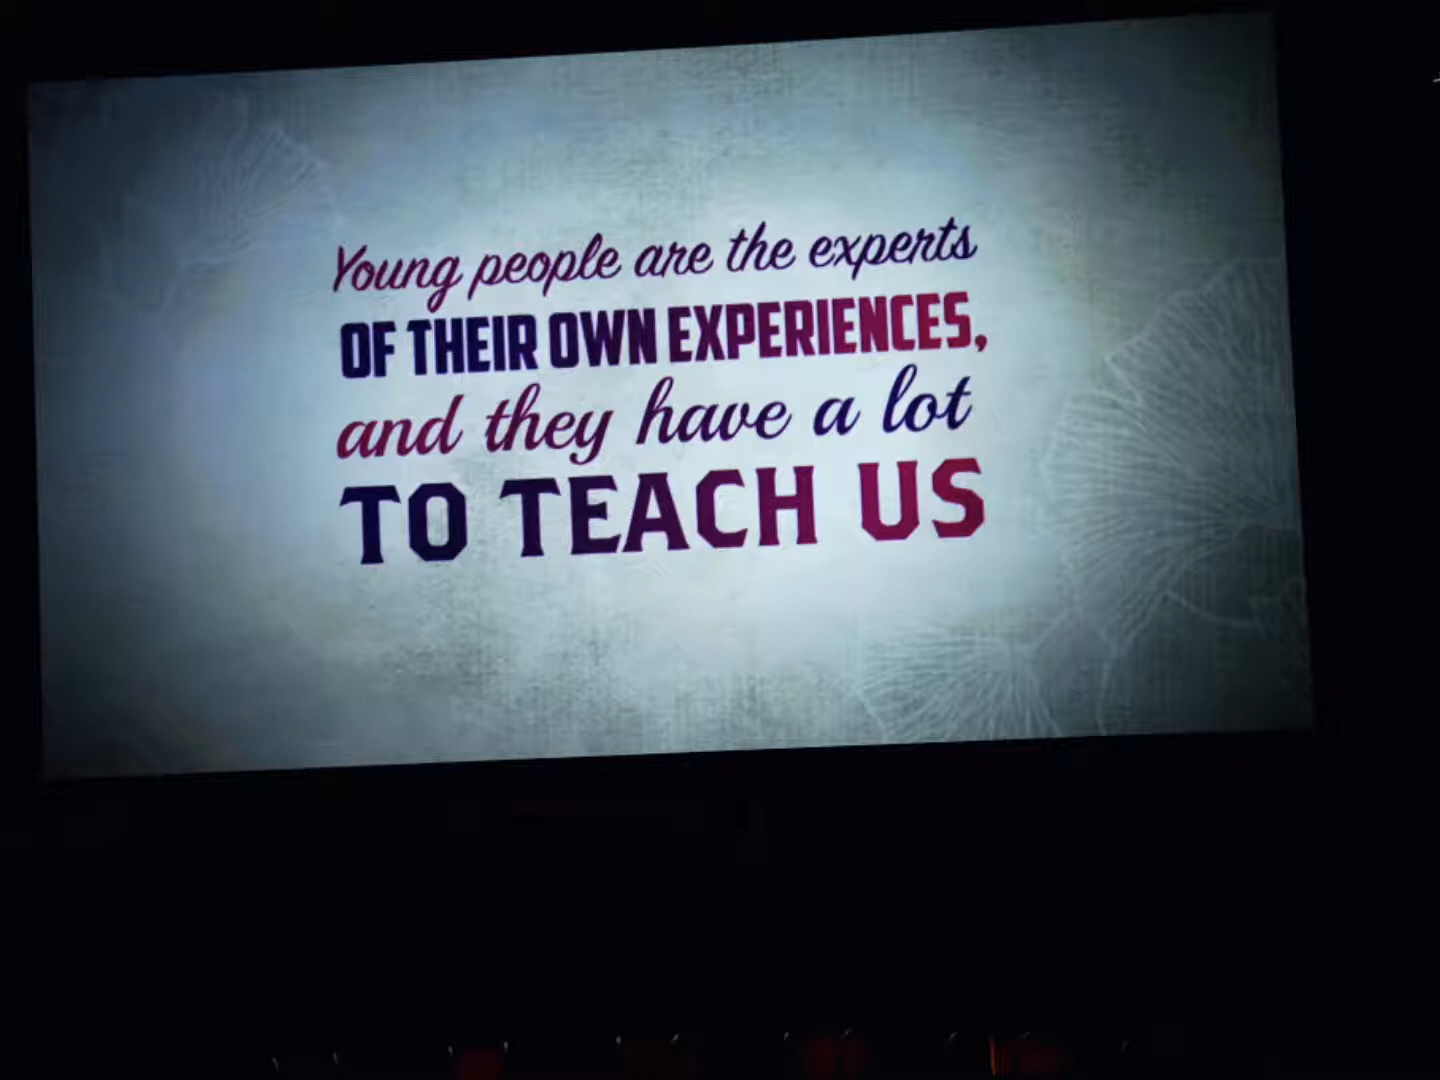 Young people are the experts
OF THEIR OWN EXPERIENCES,
and they have a lot
TO TEACH US